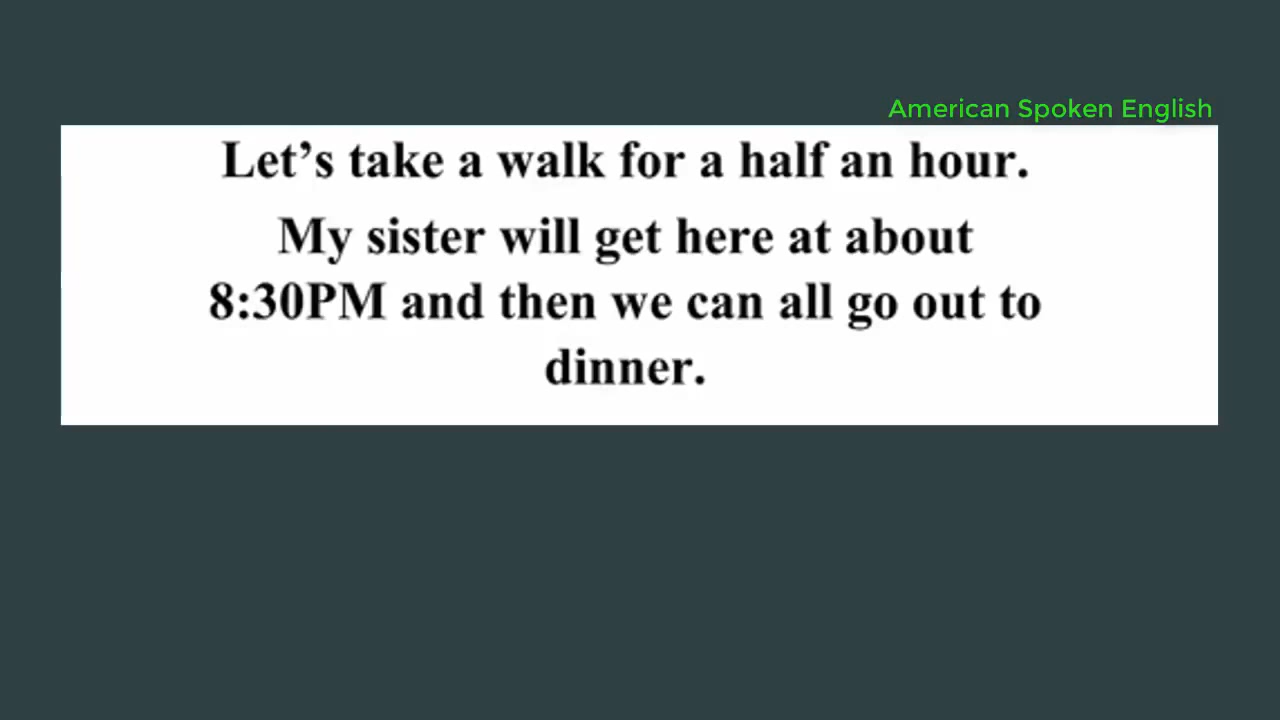 American Spoken English
Let’s take a walk for a half an hour.
My sister will get here at about
8:30PM and then we can all go out to
dinner.